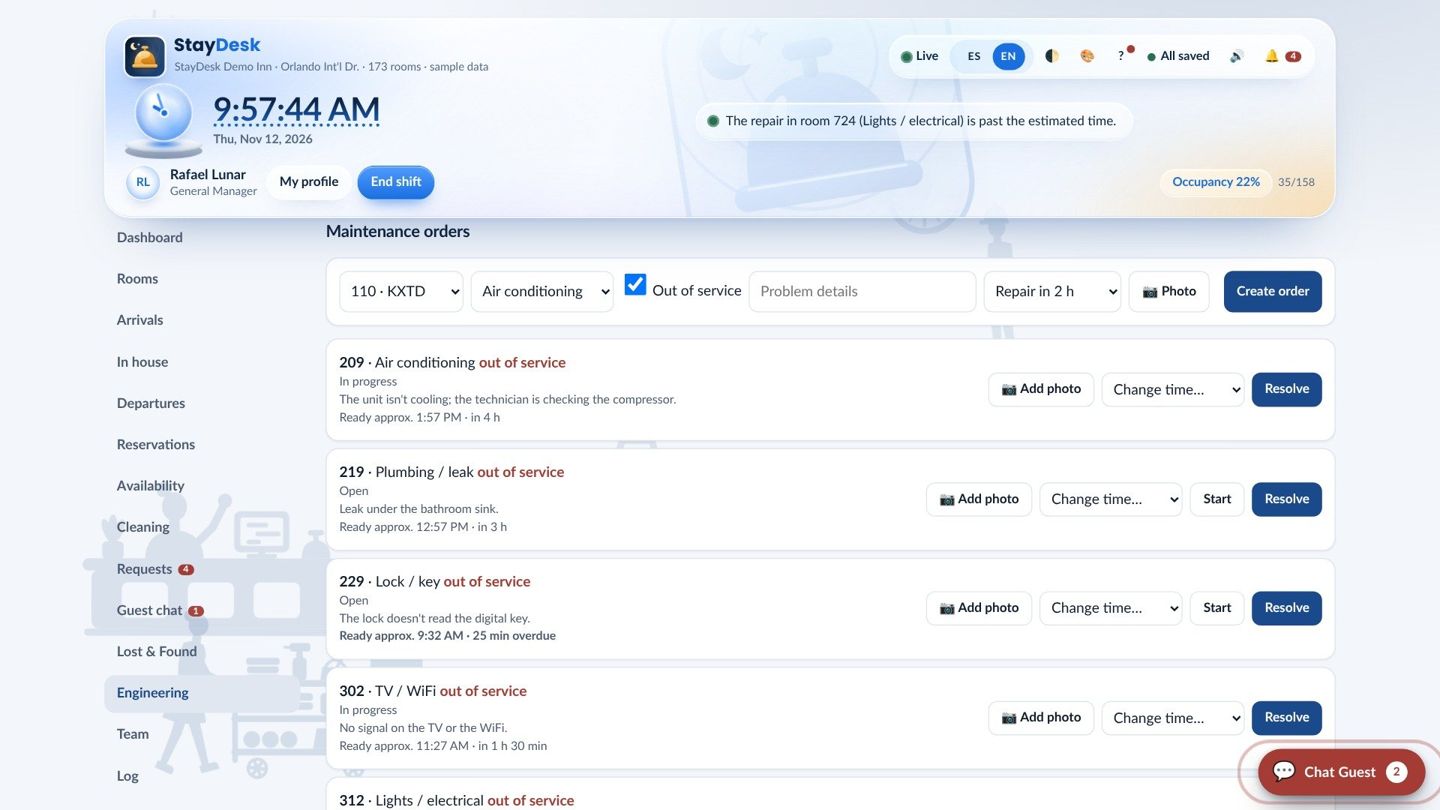 StayDesk
StayDesk Demo Inn · Orlando Int'l Dr. · 173 rooms · sample data
Live ES EN ? All saved 4
9:57:44 AM
Thu, Nov 12, 2026
The repair in room 724 (Lights / electrical) is past the estimated time.
RL
Rafael Lunar
General Manager
My profile
End shift
Occupancy 22% 35/158
Dashboard
Rooms
Arrivals
In house
Departures
Reservations
Availability
Cleaning
Requests 4
Guest chat 1
Lost & Found
Engineering
Team
Log
Maintenance orders
110 · KXTD Air conditioning Out of service Problem details Repair in 2 h 📷 Photo Create order
209 · Air conditioning out of service
In progress
The unit isn't cooling; the technician is checking the compressor.
Ready approx. 1:57 PM · in 4 h
📷 Add photo Change time... Resolve
219 · Plumbing / leak out of service
Open
Leak under the bathroom sink.
Ready approx. 12:57 PM · in 3 h
📷 Add photo Change time... Start Resolve
229 · Lock / key out of service
Open
The lock doesn't read the digital key.
Ready approx. 9:32 AM · 25 min overdue
📷 Add photo Change time... Start Resolve
302 · TV / WiFi out of service
In progress
No signal on the TV or the WiFi.
Ready approx. 11:27 AM · in 1 h 30 min
📷 Add photo Change time... Resolve
312 · Lights / electrical out of service
💬 Chat Guest 2